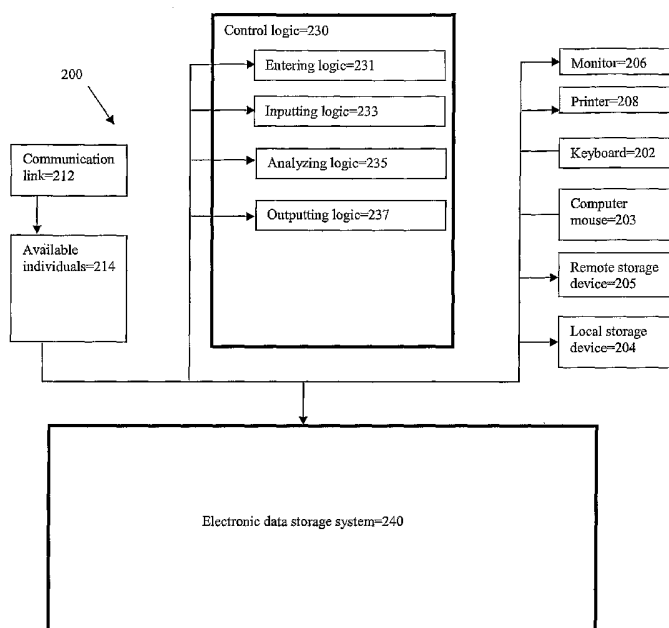 200
Communication
link=212
Available
individuals=214
Control logic=230
Entering logic=231
Inputting logic=233
Analyzing logic=235
Outputting logic=237
Monitor=206
Printer=208
Keyboard=202
Computer
mouse=203
Remote storage
device=205
Local storage
device=204
Electronic data storage system=240